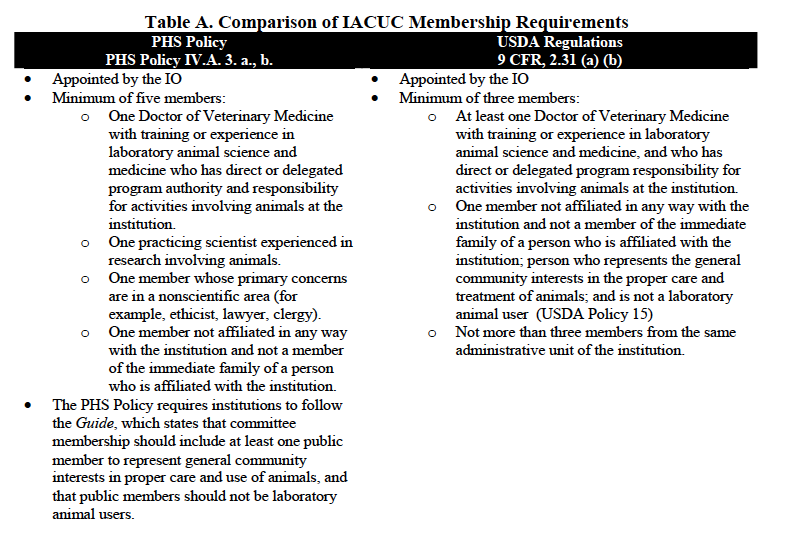 Table A. Comparison of IACUC Membership Requirements
PHS Policy
PHS Policy IV.A. 3. a., b.
• Appointed by the IO
• Minimum of five members:
o One Doctor of Veterinary Medicine
with training or experience in
laboratory animal science and
medicine who has direct or delegated
program authority and responsibility
for activities involving animals at the
institution.
o One practicing scientist experienced in
research involving animals.
o One member whose primary concerns
are in a nonscientific area (for
example, ethicist, lawyer, clergy).
o One member not affiliated in any way
with the institution and not a member
of the immediate family of a person
who is affiliated with the institution.
• The PHS Policy requires institutions to follow
the Guide, which states that committee
membership should include at least one public
member to represent general community
interests in proper care and use of animals, and
that public members should not be laboratory
animal users.
USDA Regulations
9 CFR, 2.31 (a) (b)
• Appointed by the IO
• Minimum of three members:
o At least one Doctor of Veterinary Medicine
with training or experience in laboratory
animal science and medicine, and who has
direct or delegated program responsibility for
activities involving animals at the institution.
o One member not affiliated in any way with the
institution and not a member of the immediate
family of a person who is affiliated with the
institution; person who represents the general
community interests in the proper care and
treatment of animals; and is not a laboratory
animal user (USDA Policy 15)
o Not more than three members from the same
administrative unit of the institution.